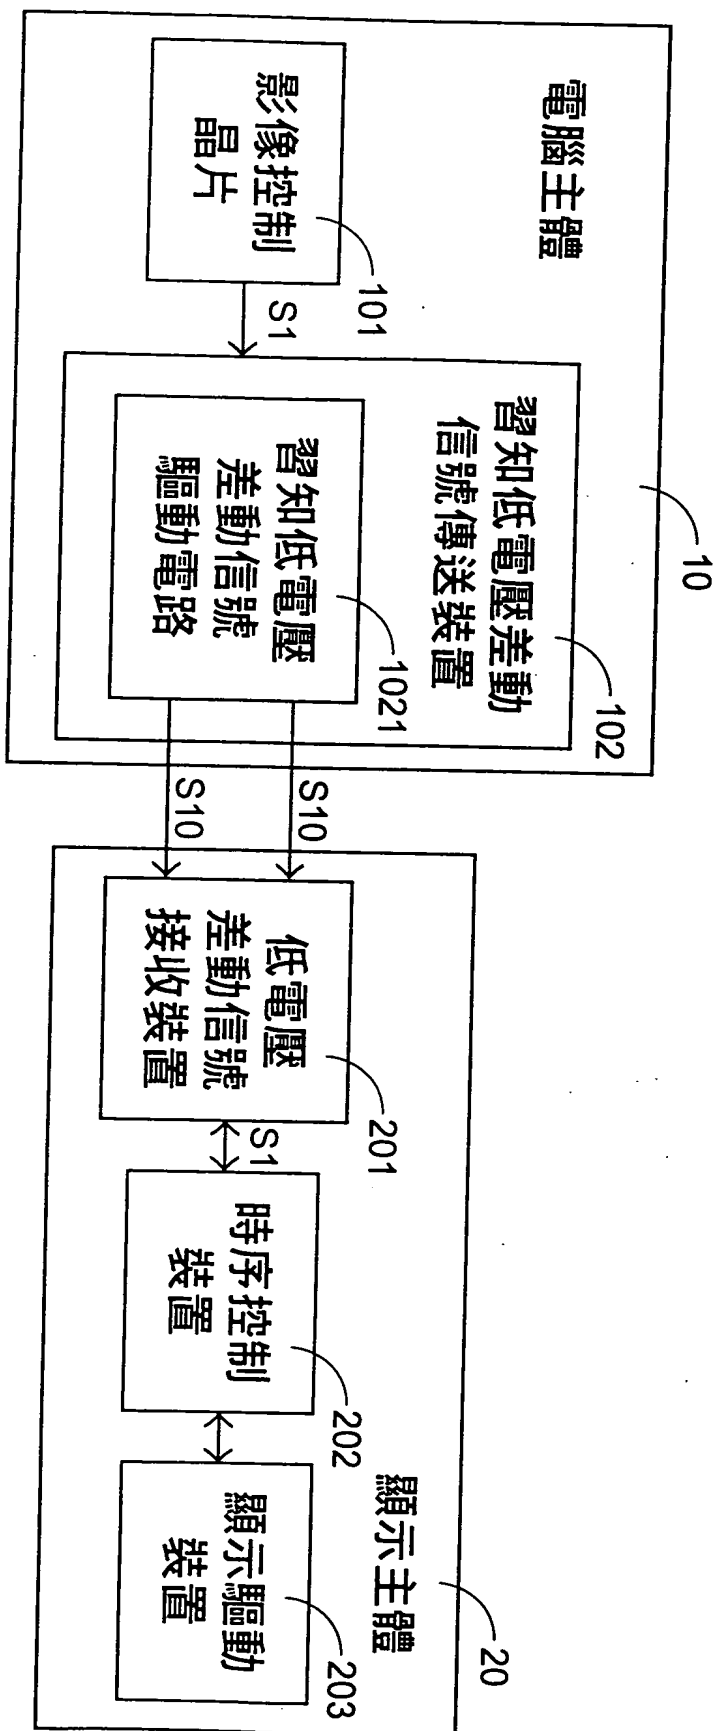 電腦主體
10
影像控制
晶片
101
S1
習知低電壓差動
信號傳送裝置
102
習知低電壓
差動信號
驅動電路
1021
S10
S10
顯示主體
20
低電壓
差動信號
接收裝置
201
S1
時序控制
裝置
202
顯示驅動
裝置
203